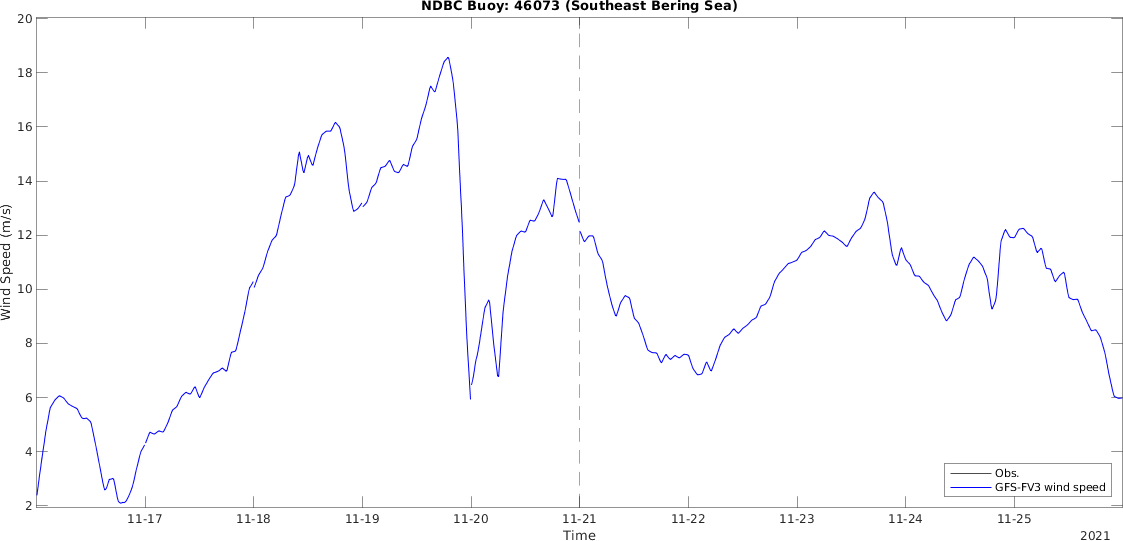 NDBC Buoy: 46073 (Southeast Bering Sea)
20
18
16
14
12
10
8
6
4
2
Wind Speed (m/s)
11-17 11-18 11-19 11-20 11-21 11-22 11-23 11-24 11-25
Time
2021
Obs.
GFS-FV3 wind speed